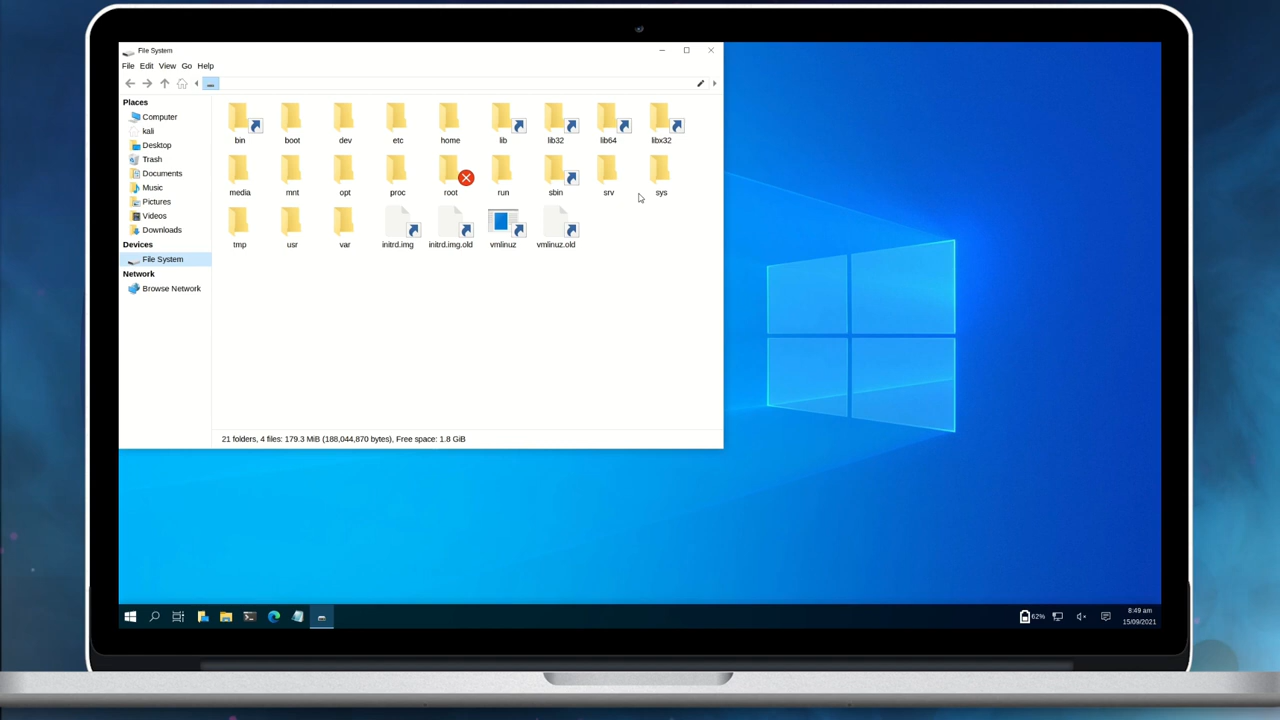 File System
File Edit View Go Help
Places
Computer
kali
Desktop
Trash
Documents
Music
Pictures
Videos
Downloads
Devices
File System
Network
Browse Network
bin boot dev etc home lib lib32 lib64 libx32
media mnt opt proc root run sbin srv sys
tmp usr var initrd.img initrd.img.old vmlinuz vmlinuz.old
21 folders, 4 files: 179.3 MiB (188,044,870 bytes), Free space: 1.8 GiB
62%
8:49 am
15/09/2021